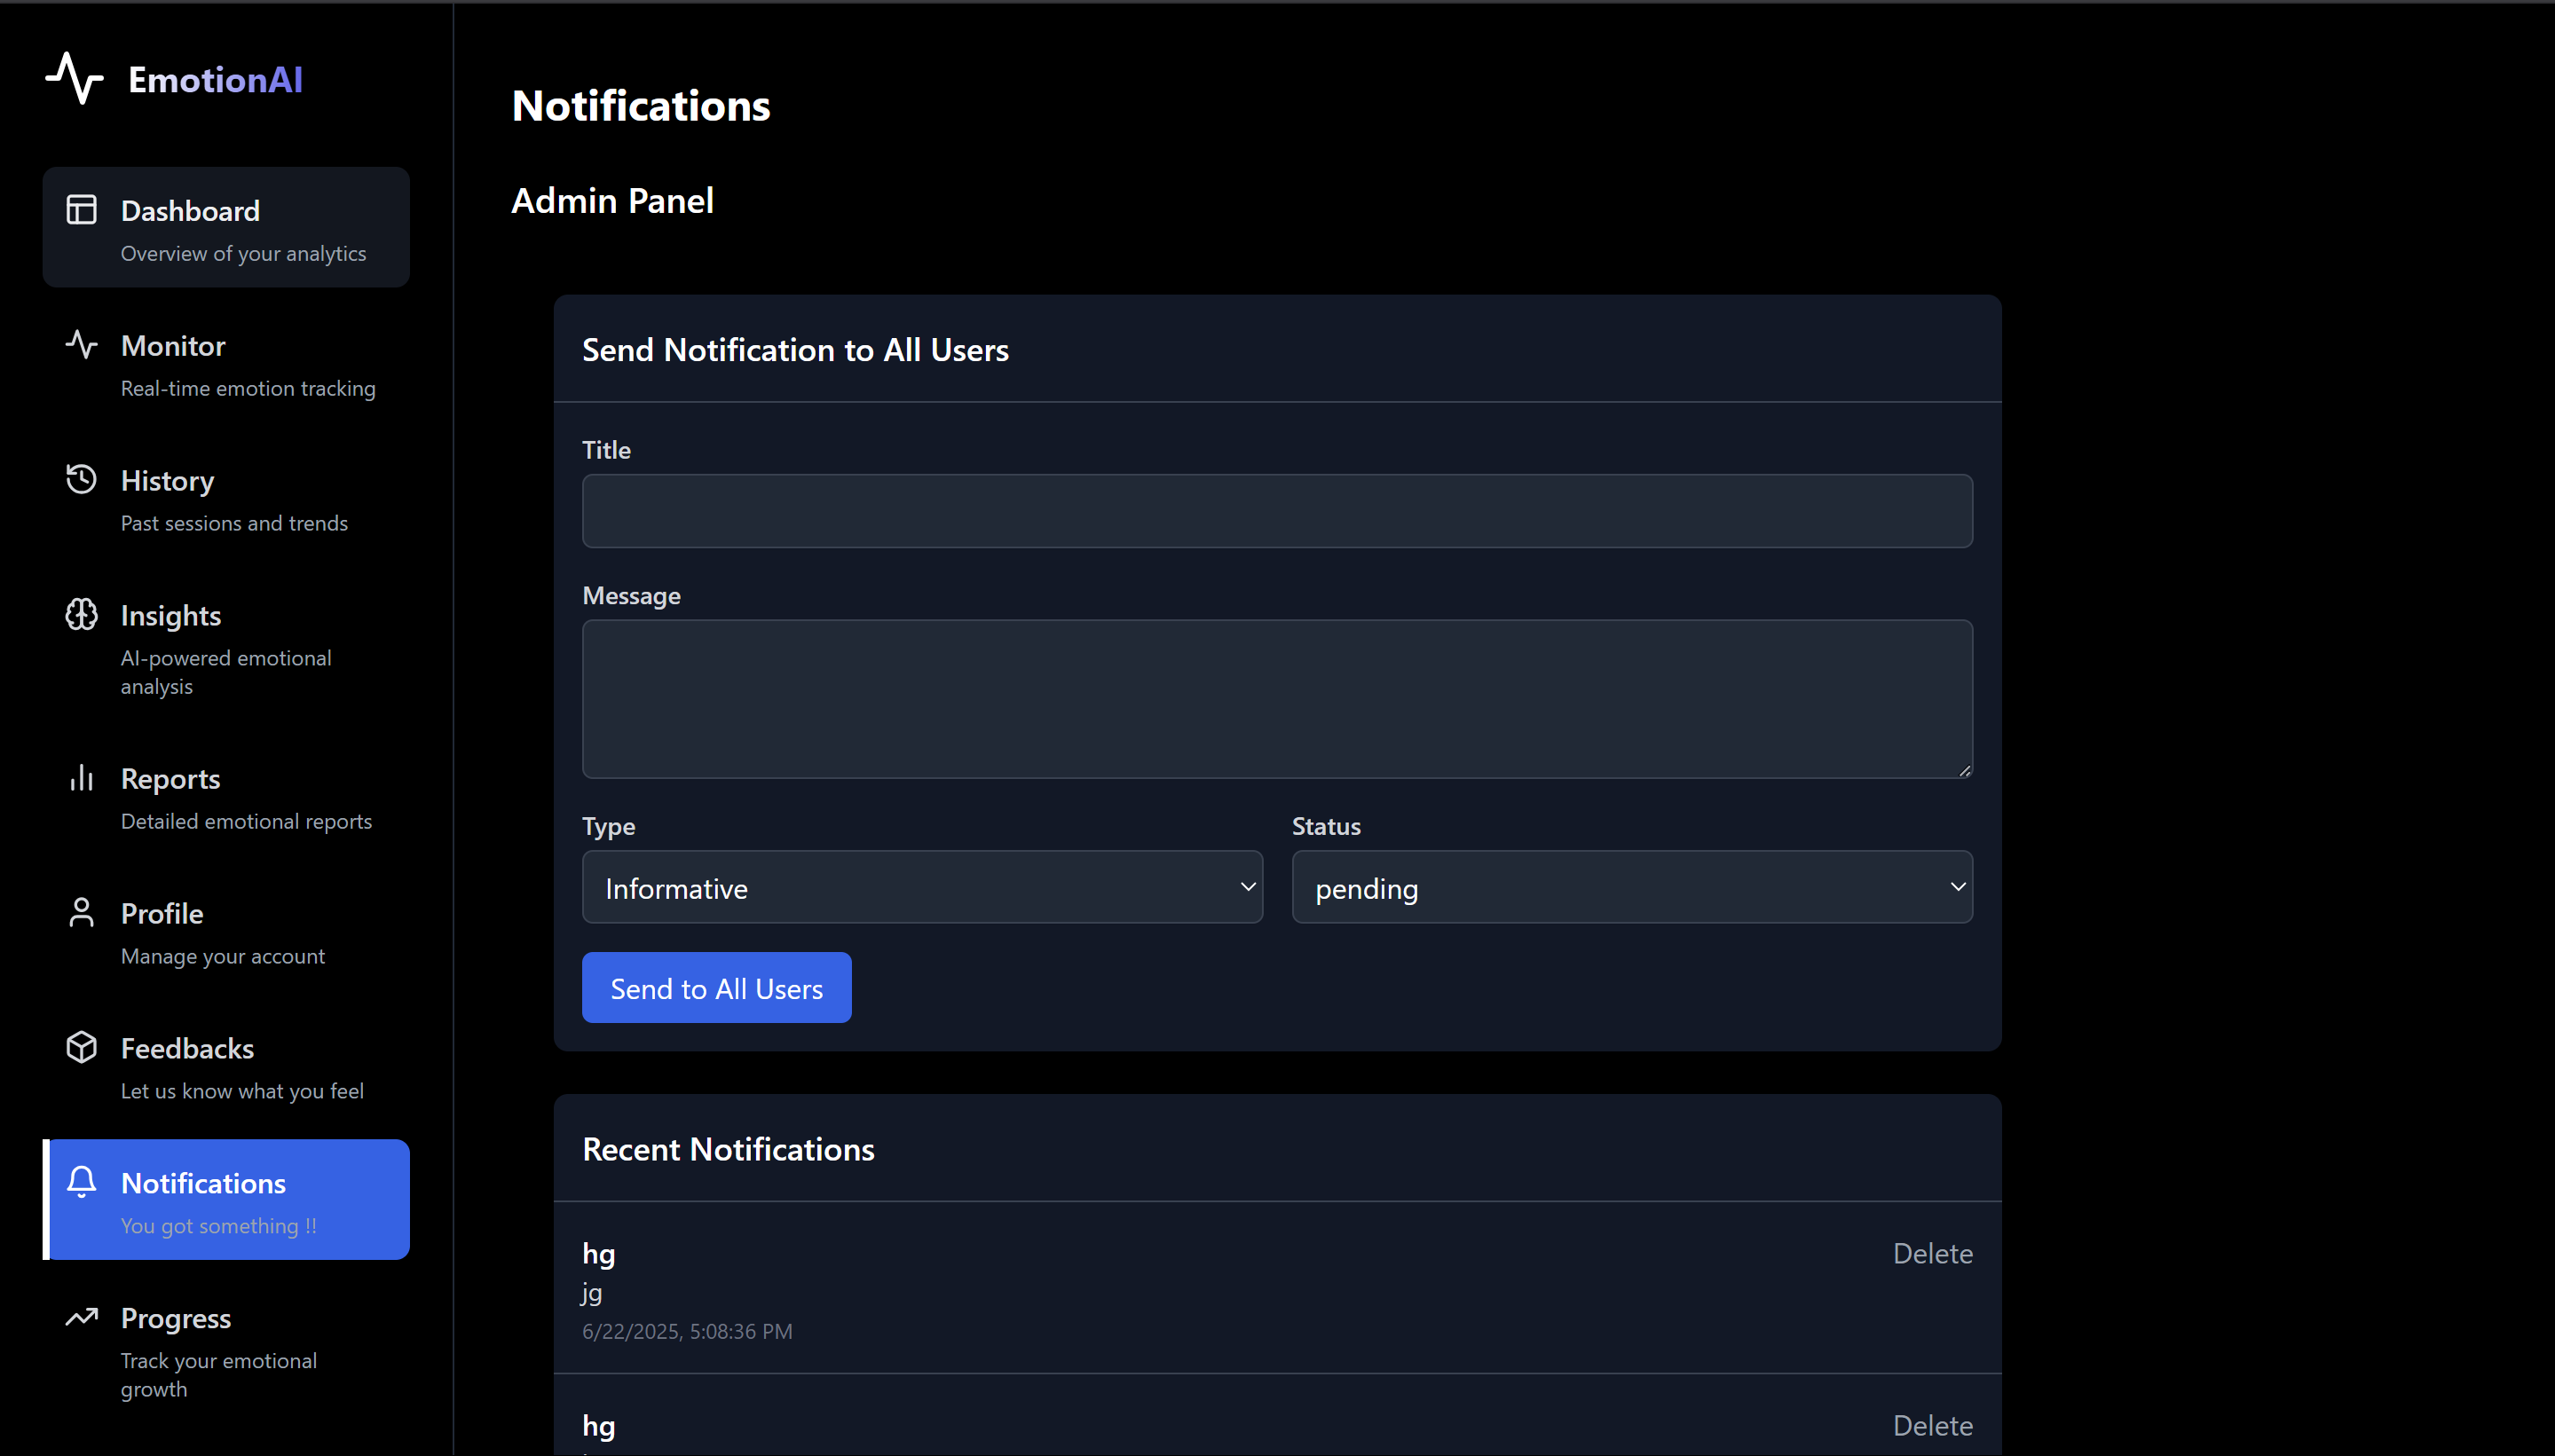 EmotionAI
Dashboard
Overview of your analytics
Monitor
Real-time emotion tracking
History
Past sessions and trends
Insights
AI-powered emotional
analysis
Reports
Detailed emotional reports
Profile
Manage your account
Feedbacks
Let us know what you feel
Notifications
You got something !!
Progress
Track your emotional
growth
Notifications
Admin Panel
Send Notification to All Users
Title
Message
Type
Status
Informative
pending
Send to All Users
Recent Notifications
hg
Delete
jg
6/22/2025, 5:08:36 PM
hg
Delete